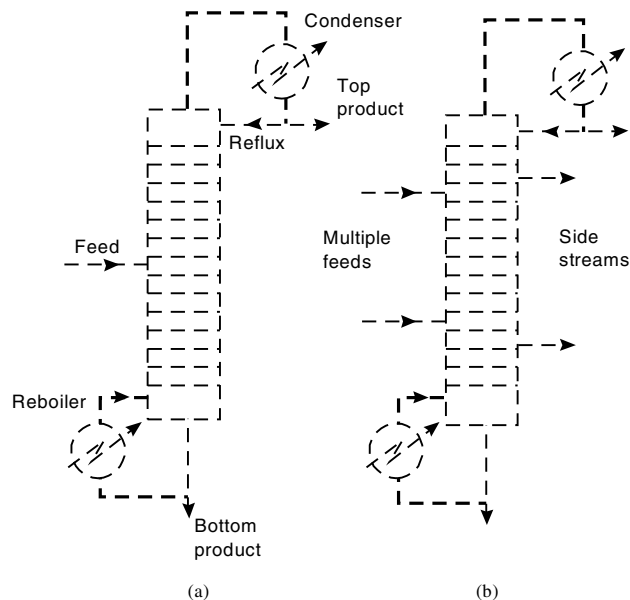 Condenser
Top
product
Reflux
Feed
Multiple
feeds
Side
streams
Reboiler
Bottom
product
(a)
(b)